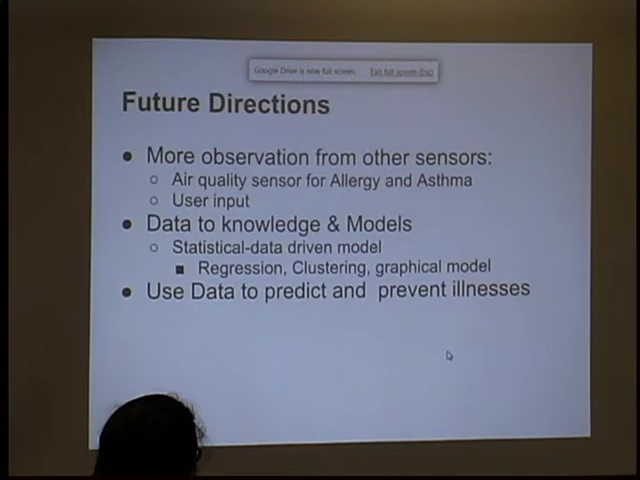 Google Drive is now full screen. Exit full screen (Esc)
Future Directions
More observation from other sensors:
Air quality sensor for Allergy and Asthma
User input
Data to knowledge & Models
Statistical-data driven model
Regression, Clustering, graphical model
Use Data to predict and prevent illnesses